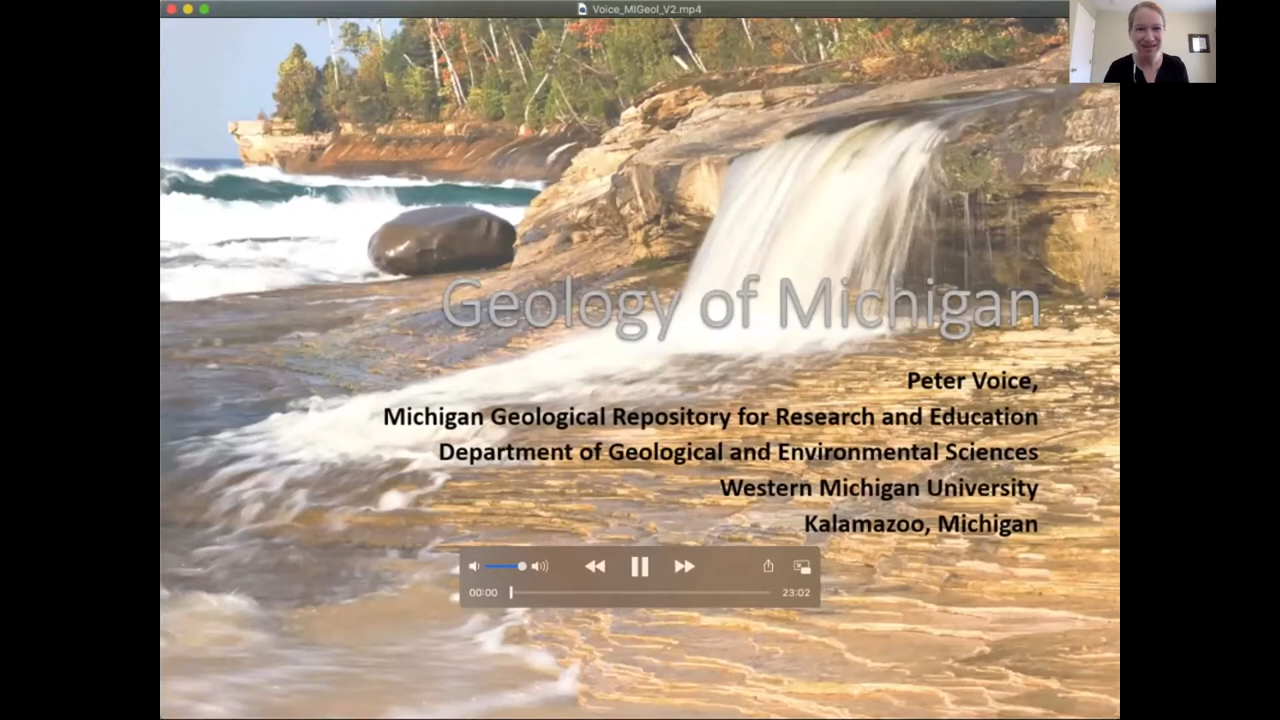 Voice_MIGeol_V2.mp4
Geology of Michigan
Peter Voice,
Michigan Geological Repository for Research and Education
Department of Geological and Environmental Sciences
Western Michigan University
Kalamazoo, Michigan
00:00
23:02